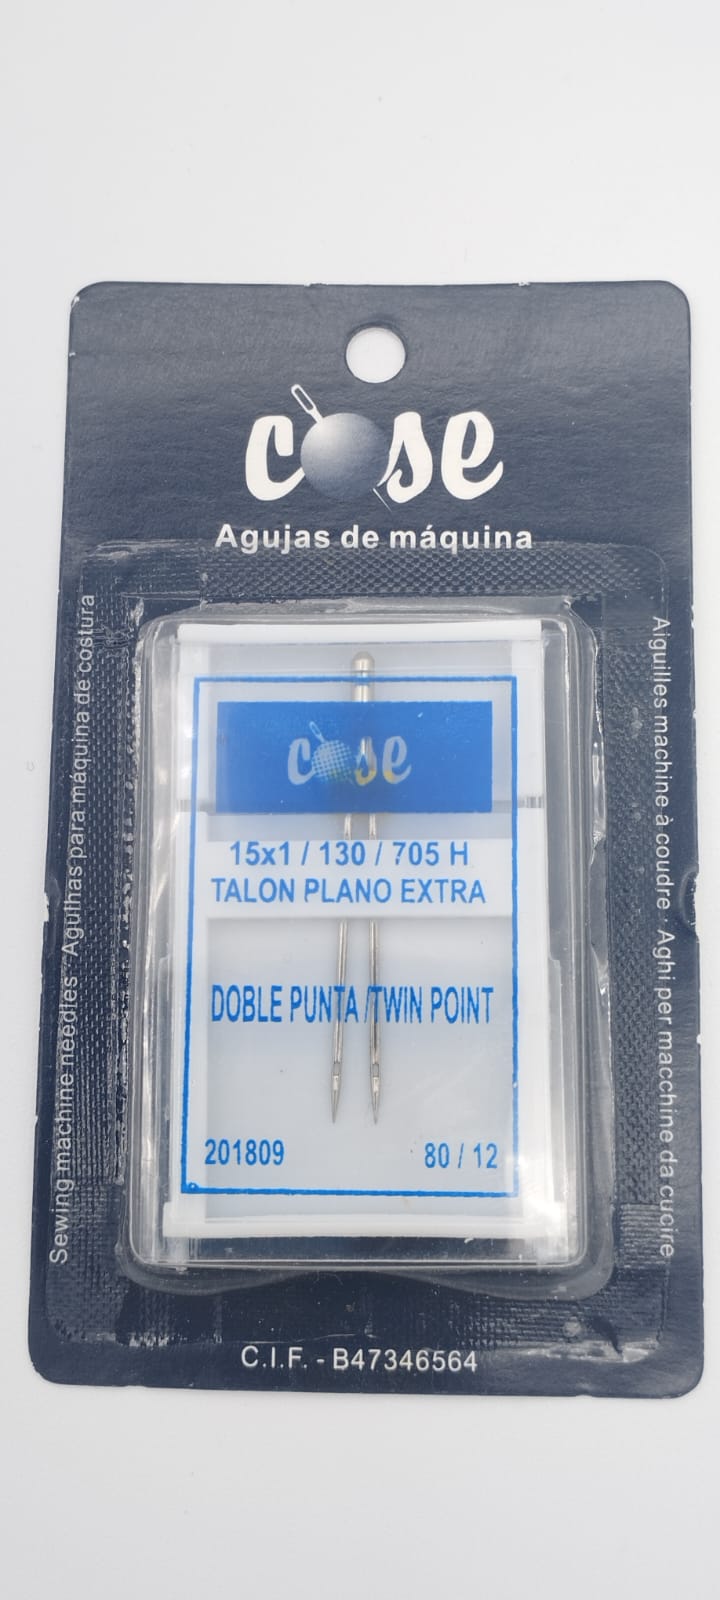 cose
Agujas de máquina
Sewing machine needles · Agulhas para máquina de costura
Aiguilles machine à coudre · Aghi per macchine da cucire
cose
15x1 / 130 / 705 H
TALON PLANO EXTRA
DOBLE PUNTA / TWIN POINT
201809
80 / 12
C.I.F. - B47346564